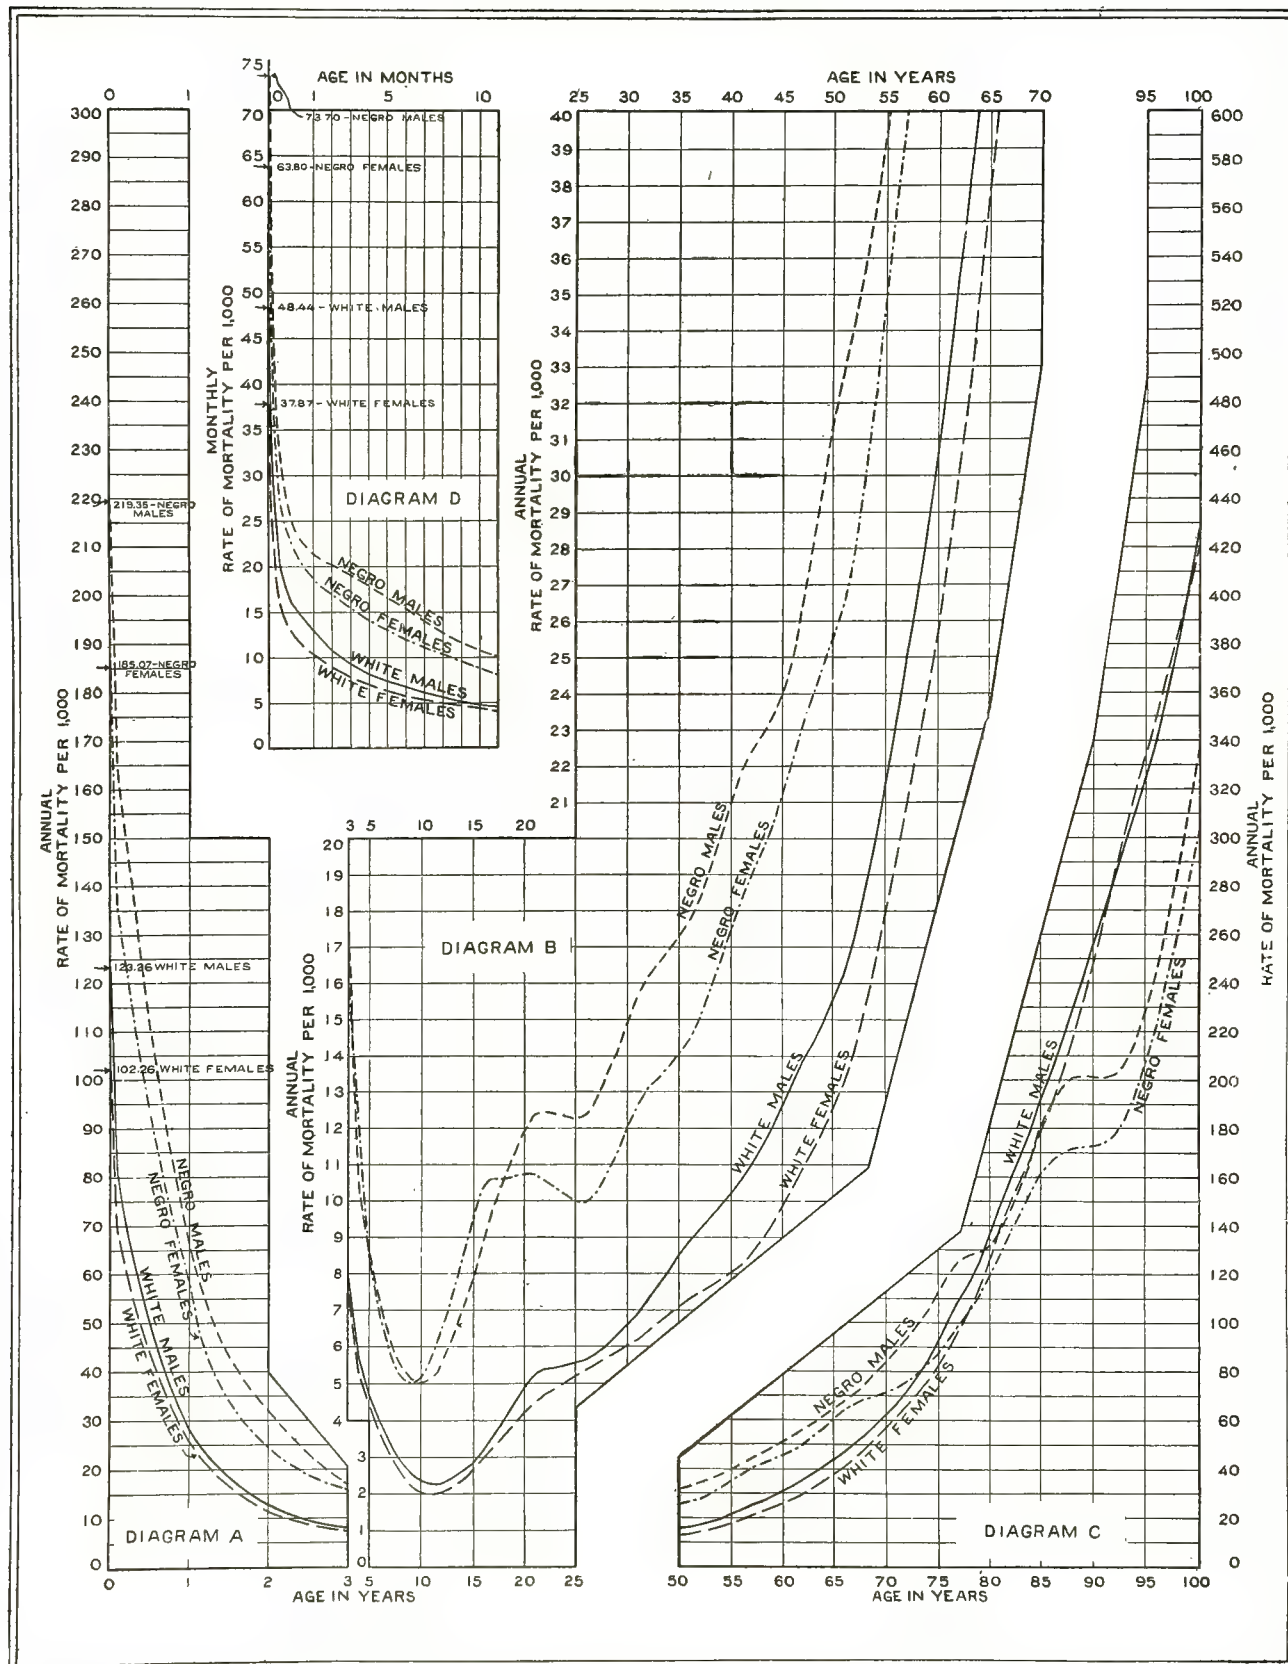 AGE IN MONTHS
0 1
75
0 1 5 10
300
290
280
270
260
250
240
230
220
210
200
190
180
170
160
150
140
130
120
110
100
90
80
70
60
50
40
30
20
10
0
ANNUAL
RATE OF MORTALITY PER 1,000
219.35-NEGRO
MALES
185.07-NEGRO
FEMALES
123.26 WHITE MALES
102.26 WHITE FEMALES
NEGRO MALES
NEGRO FEMALES
WHITE MALES
WHITE FEMALES
DIAGRAM A
0 1 2 3
AGE IN YEARS
70
65
60
55
50
45
40
35
30
25
20
15
10
5
0
MONTHLY
RATE OF MORTALITY PER 1,000
73.70-NEGRO MALES
63.80-NEGRO FEMALES
48.44-WHITE MALES
37.87-WHITE FEMALES
DIAGRAM D
NEGRO MALES
NEGRO FEMALES
WHITE MALES
WHITE FEMALES
AGE IN YEARS
25 30 35 40 45 50 55 60 65 70
40
39
38
37
36
35
34
33
32
31
30
29
28
27
26
25
24
23
22
21
ANNUAL
RATE OF MORTALITY PER 1,000
3 5 10 15 20
20
19
18
17
16
15
14
13
12
11
10
9
8
7
6
5
4
3
2
1
0
ANNUAL
RATE OF MORTALITY PER 1,000
DIAGRAM B
NEGRO MALES
NEGRO FEMALES
WHITE MALES
WHITE FEMALES
5 10 15 20 25
95 100
600
580
560
540
520
500
480
460
440
420
400
380
360
340
320
300
280
260
240
220
200
180
160
140
120
100
80
60
40
20
0
ANNUAL
RATE OF MORTALITY PER 1,000
WHITE MALES
NEGRO FEMALES
NEGRO MALES
WHITE FEMALES
DIAGRAM C
50 55 60 65 70 75 80 85 90 95 100
AGE IN YEARS